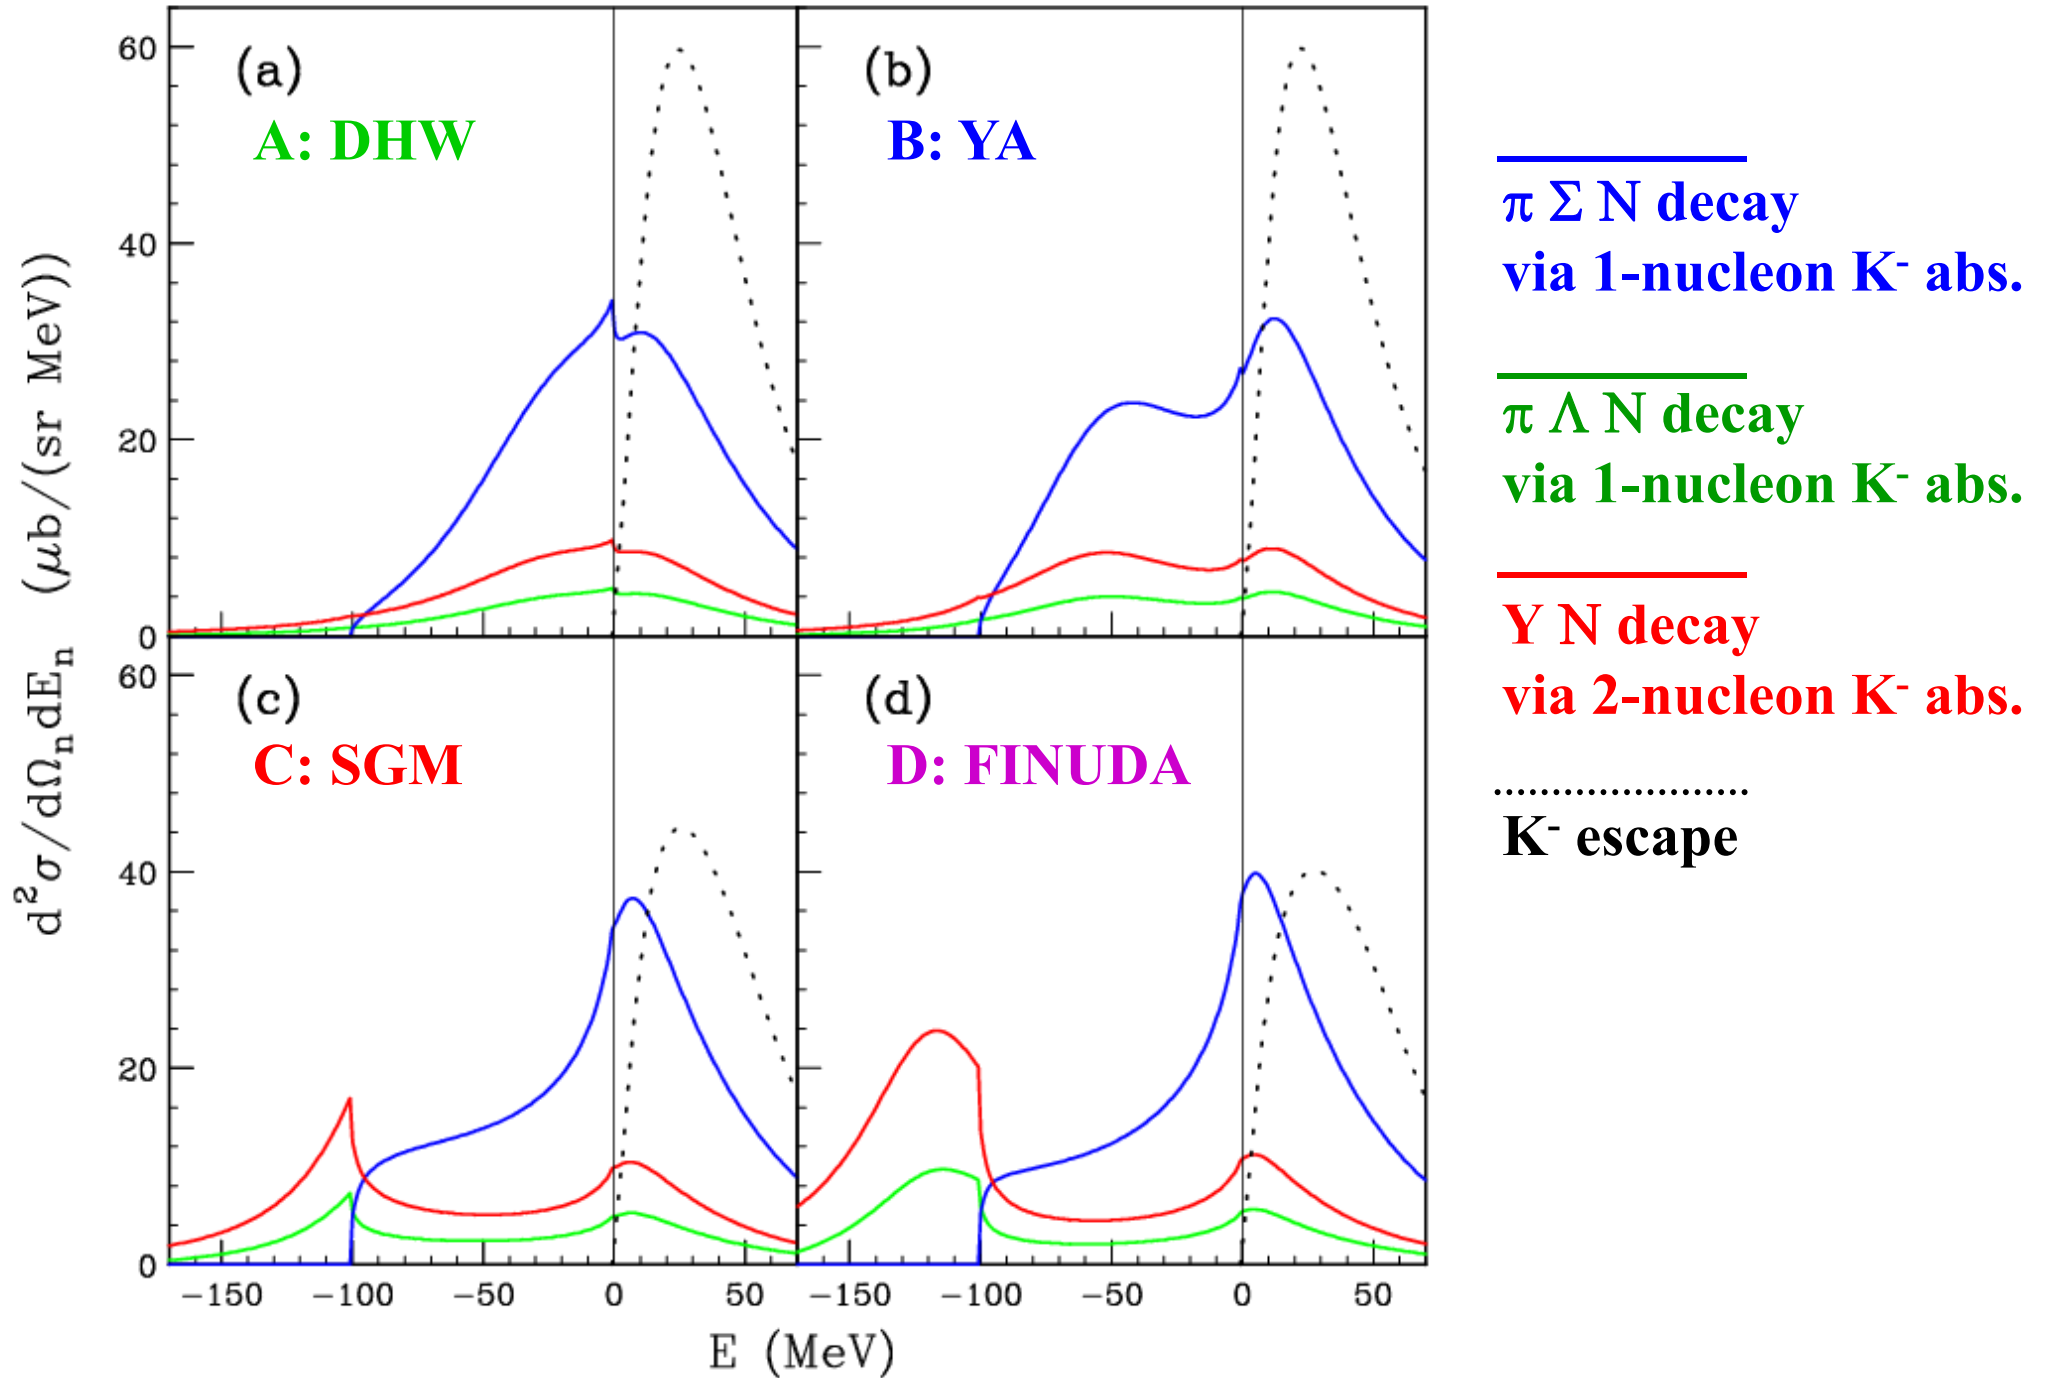 (a)
A: DHW
(b)
B: YA
(c)
C: SGM
(d)
D: FINUDA
60
40
20
0
60
40
20
0
−150 −100 −50 0 50
−150 −100 −50 0 50
E (MeV)
d²σ/dΩₙdEₙ (μb/(sr MeV))
π Σ N decay
via 1-nucleon K⁻ abs.
π Λ N decay
via 1-nucleon K⁻ abs.
Y N decay
via 2-nucleon K⁻ abs.
K⁻ escape